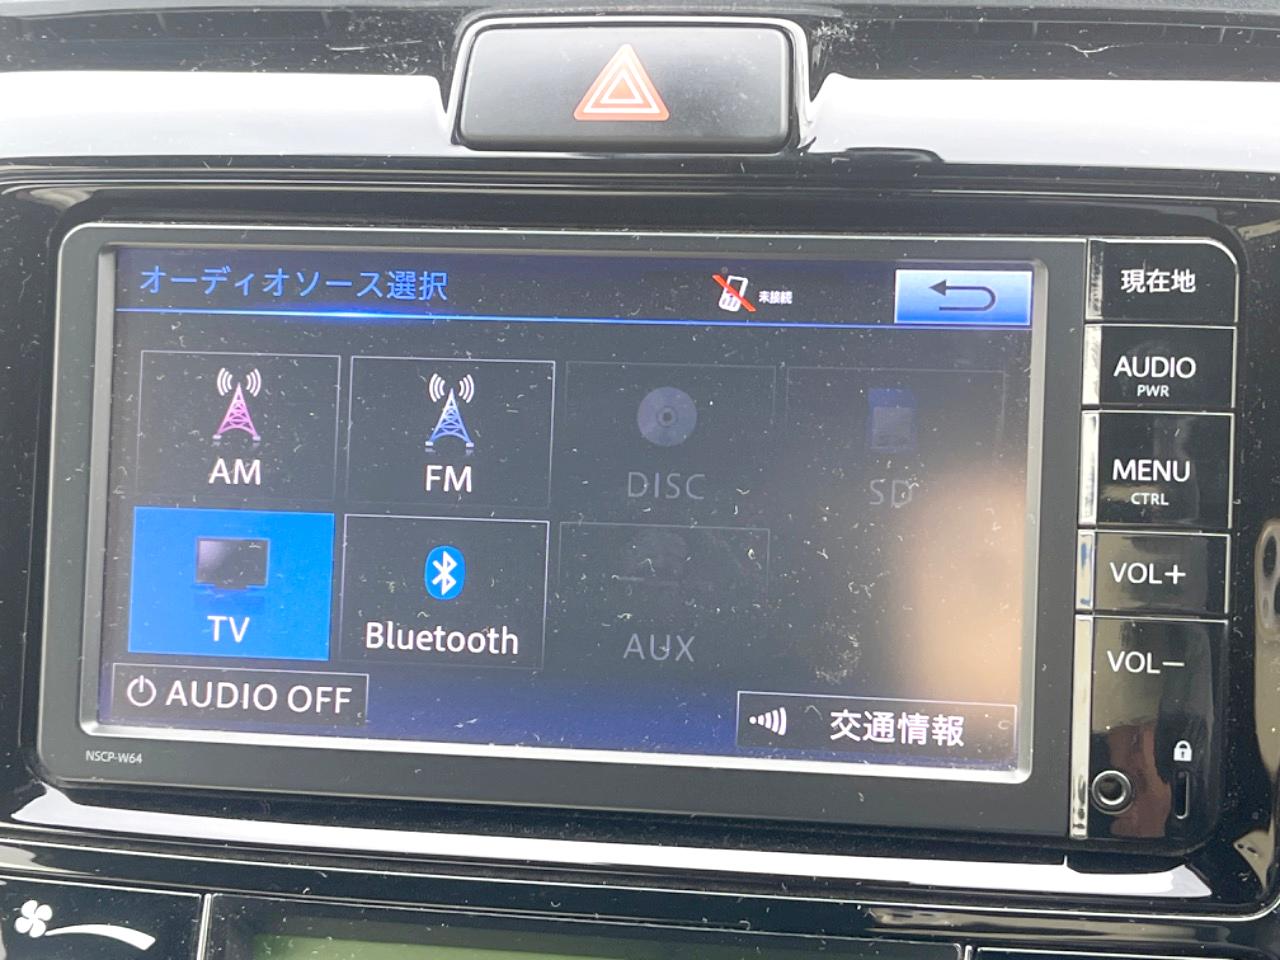 オーディオソース選択
未接続
現在地
AUDIO
PWR
AM
FM
DISC
SD
MENU
CTRL
TV
Bluetooth
AUX
VOL+
VOL−
AUDIO OFF
交通情報
NSCP-W64